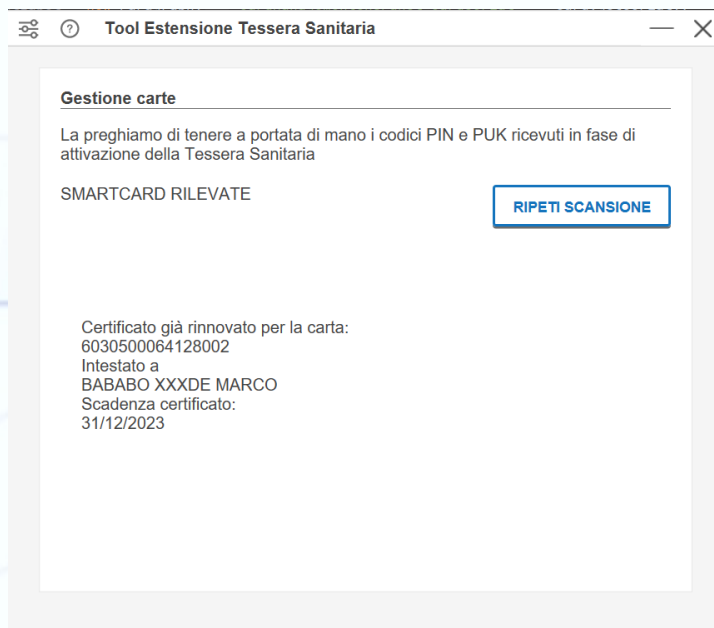 Tool Estensione Tessera Sanitaria
Gestione carte
La preghiamo di tenere a portata di mano i codici PIN e PUK ricevuti in fase di
attivazione della Tessera Sanitaria
SMARTCARD RILEVATE
RIPETI SCANSIONE
Certificato già rinnovato per la carta:
6030500064128002
Intestato a
BABABO XXXDE MARCO
Scadenza certificato:
31/12/2023